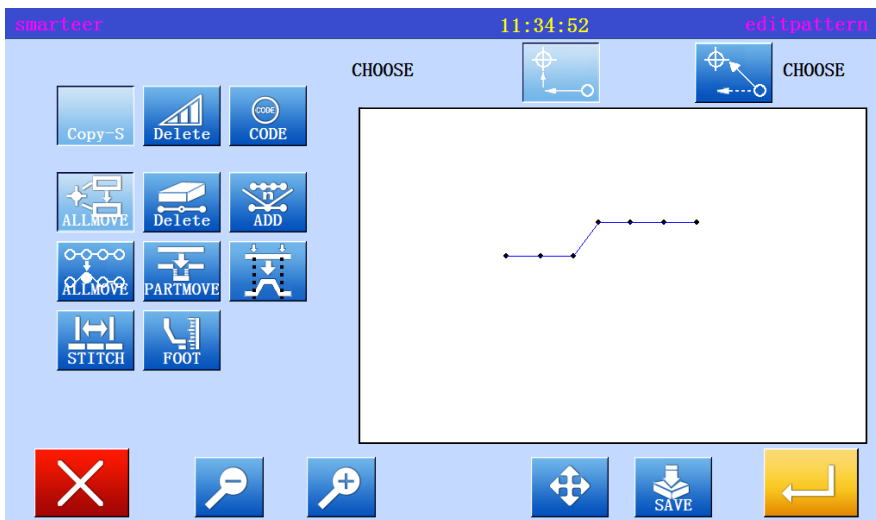 smarteer 11:34:52 editpattern
CHOOSE CHOOSE
Copy-S Delete CODE CODE
ALLMOVE Delete n ADD
ALLMOVE PARTMOVE
STITCH FOOT
SAVE